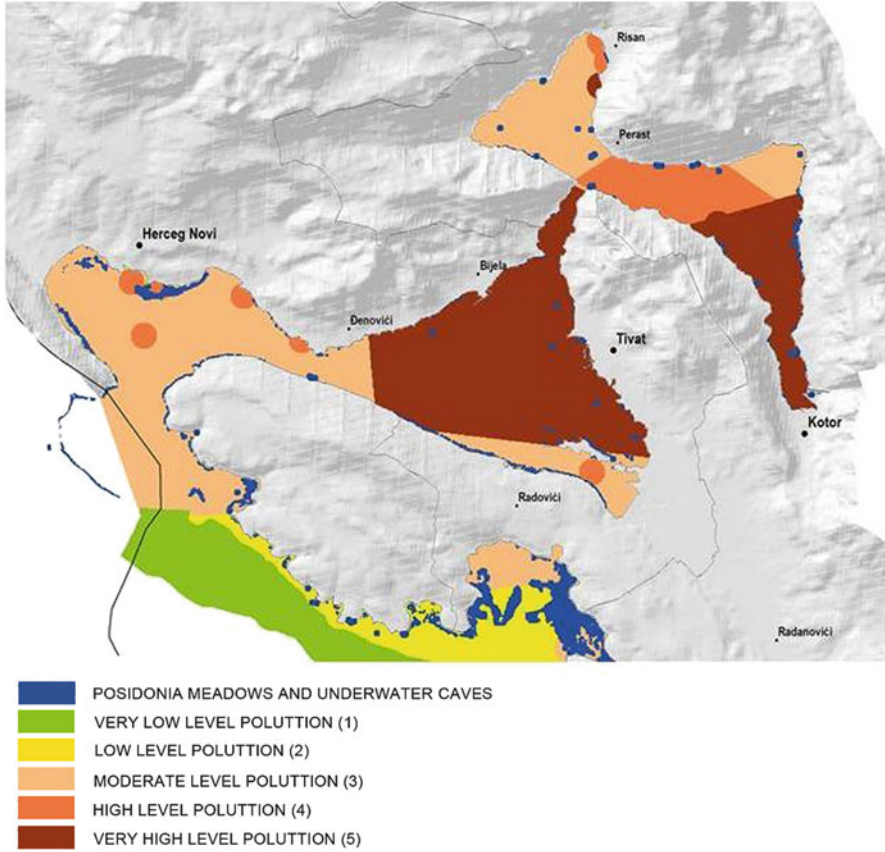 Risan
Perast
Herceg Novi
Bijela
Đenovići
Tivat
Kotor
Radovići
Radanovići
POSIDONIA MEADOWS AND UNDERWATER CAVES
VERY LOW LEVEL POLUTTION (1)
LOW LEVEL POLUTTION (2)
MODERATE LEVEL POLUTTION (3)
HIGH LEVEL POLUTTION (4)
VERY HIGH LEVEL POLUTTION (5)